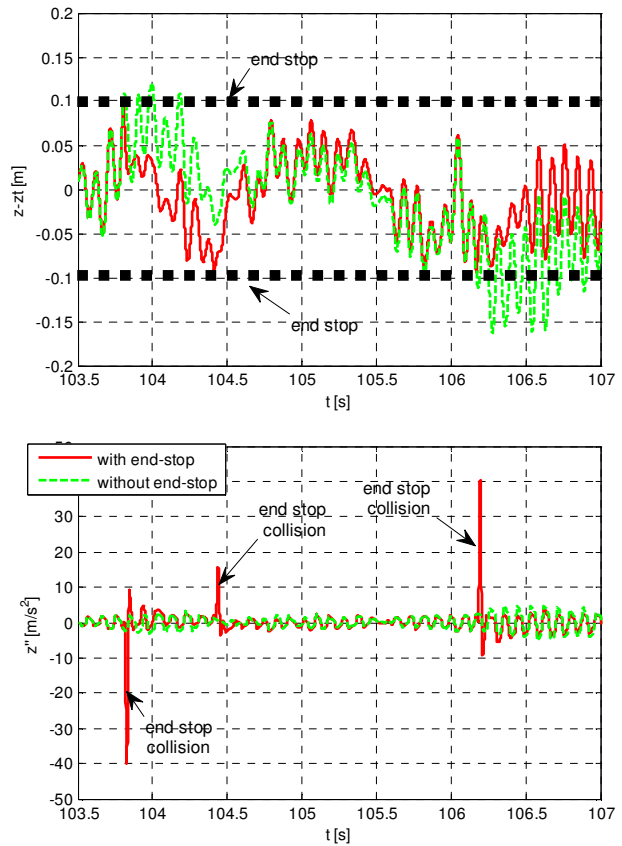 0.2
0.15
0.1
0.05
0
-0.05
-0.1
-0.15
-0.2
z-zt [m]
end stop
end stop
103.5 104 104.5 105 105.5 106 106.5 107
t [s]
with end-stop
without end-stop
40
30
20
10
0
-10
-20
-30
-40
-50
z'' [m/s²]
end stop
collision
end stop
collision
end stop
collision
103.5 104 104.5 105 105.5 106 106.5 107
t [s]